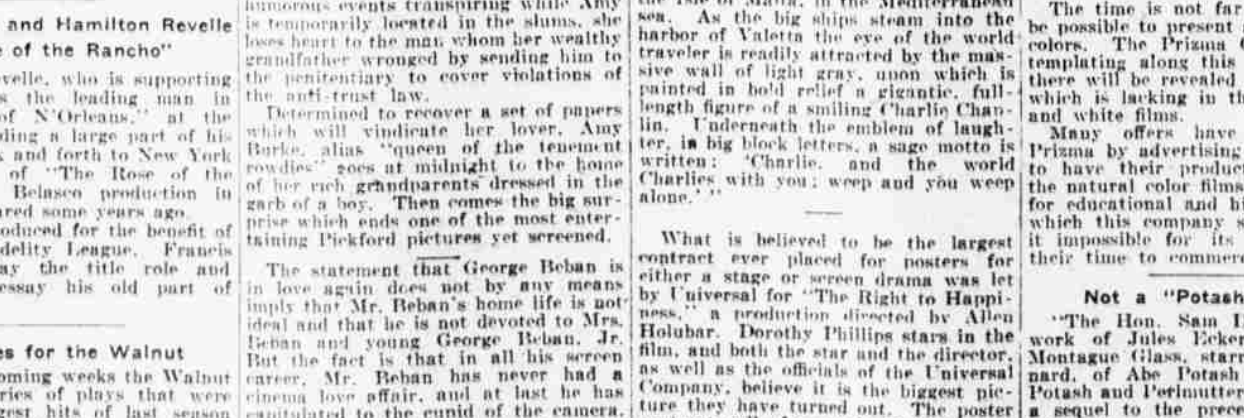 and Hamilton Revelle
e of the Rancho"
velle, who is supporting
s the leading man in
of N'Orleans," at the
ding a large part of his
and forth to New York
of "The Rose of the
Belasco production in
ared some years ago.
oduced for the benefit of
delity League. Francis
ay the title role and
essay his old part of
es for the Walnut
oming weeks the Walnut
ries of plays that were
gest hits of last season
humorous events transpiring while Amy
is temporarily located in the slums, she
loses heart to the man whom her wealthy
grandfather wronged by sending him to
the penitentiary to cover violations of
the anti-trust law.
Determined to recover a set of papers
which will vindicate her lover, Amy
Burke, alias "queen of the tenement
rowdies" goes at midnight to the home
of her rich grandparents dressed in the
garb of a boy. Then comes the big sur-
prise which ends one of the most enter-
taining Pickford pictures yet screened.
The statement that George Beban is
in love again does not by any means
imply that Mr. Beban's home life is not
ideal and that he is not devoted to Mrs.
Beban and young George Beban, Jr.
But the fact is that in all his screen
career, Mr. Beban has never had a
cinema love affair, and at last he has
capitulated to the cupid of the camera.
the Isle of Malta, in the Mediterranean
sea. As the big ships steam into the
harbor of Valetta the eye of the world
traveler is readily attracted by the mas-
sive wall of light gray, upon which is
painted in bold relief a gigantic, full-
length figure of a smiling Charlie Chap-
lin. Underneath the emblem of laugh-
ter, in big block letters, a sage motto is
written: 'Charlie, and the world
Charlies with you; weep and you weep
alone.'"
What is believed to be the largest
contract ever placed for posters for
either a stage or screen drama was let
by Universal for "The Right to Happi-
ness," a production directed by Allen
Holubar. Dorothy Phillips stars in the
film, and both the star and the director,
as well as the officials of the Universal
Company, believe it is the biggest pic-
ture they have turned out. The poster
The time is not far
be possible to present
colors. The Prizma
templating along this
there will be revealed
which is lacking in th
and white films.
Many offers have
Prizma by advertising
to have their produc
the natural color films
for educational and hi
which this company s
it impossible for its
their time to commerc
Not a "Potash
"The Hon. Sam
work of Jules Ecker
Montague Glass, starr
nard, of Abe Potash
Potash and Perlmutter
a sequel to the preced